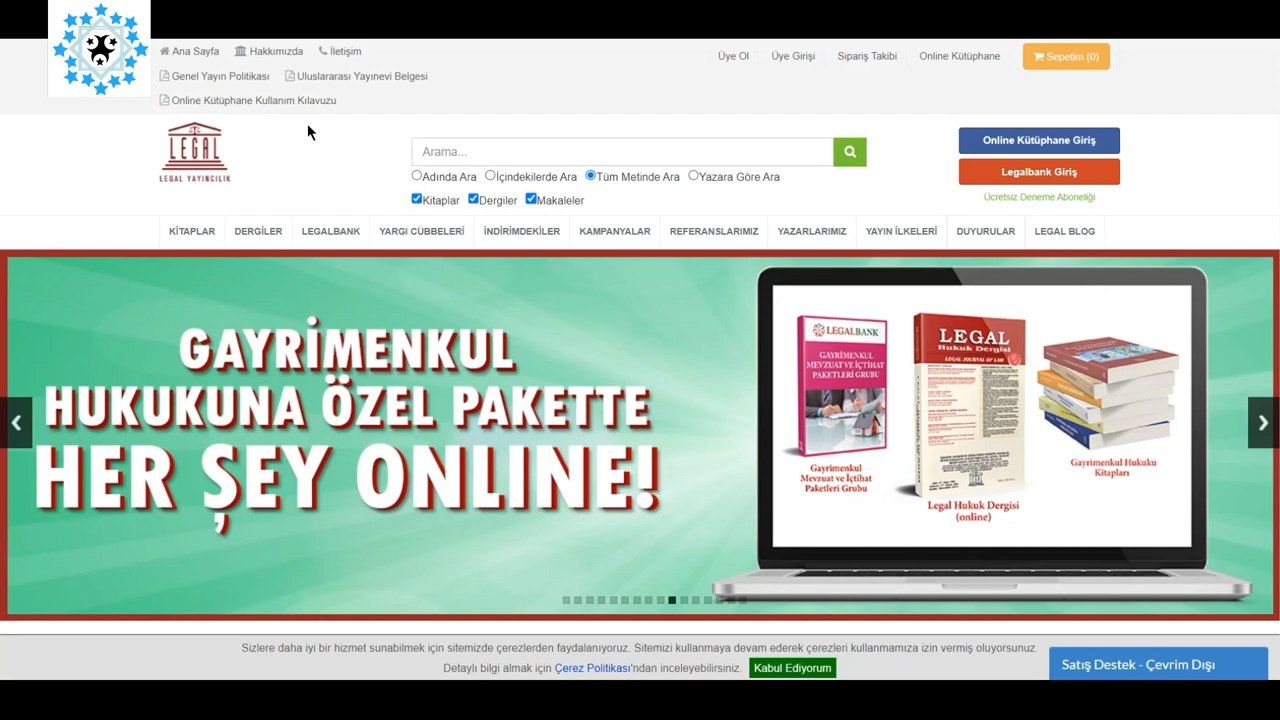 Ana Sayfa Hakkımızda İletişim
Üye Ol Üye Girişi Sipariş Takibi Online Kütüphane Sepetim (0)
Genel Yayın Politikası Uluslararası Yayınevi Belgesi
Online Kütüphane Kullanım Kılavuzu
LEGAL
LEGAL YAYINCILIK
Arama...
Adında Ara İçindekilerde Ara Tüm Metinde Ara Yazara Göre Ara
Kitaplar Dergiler Makaleler
Online Kütüphane Giriş
Legalbank Giriş
Ücretsiz Deneme Aboneliği
KİTAPLAR DERGİLER LEGALBANK YARGI CÜBBELERİ İNDİRİMDEKİLER KAMPANYALAR REFERANSLARIMIZ YAZARLARIMIZ YAYIN İLKELERİ DUYURULAR LEGAL BLOG
GAYRİMENKUL
HUKUKUNA ÖZEL PAKETTE
HER ŞEY ONLINE!
LEGALBANK
GAYRİMENKUL
MEVZUAT VE İÇTİHAT
PAKETLERİ GRUBU
Gayrimenkul
Mevzuat ve İçtihat
Paketleri Grubu
LEGAL
Hukuk Dergisi
LEGAL JOURNAL OF LAW
Legal Hukuk Dergisi
(online)
Gayrimenkul Hukuku
Kitapları
Sizlere daha iyi bir hizmet sunabilmek için sitemizde çerezlerden faydalanıyoruz. Sitemizi kullanmaya devam ederek çerezleri kullanmamıza izin vermiş oluyorsunuz.
Detaylı bilgi almak için Çerez Politikası'ndan inceleyebilirsiniz. Kabul Ediyorum
Satış Destek - Çevrim Dışı